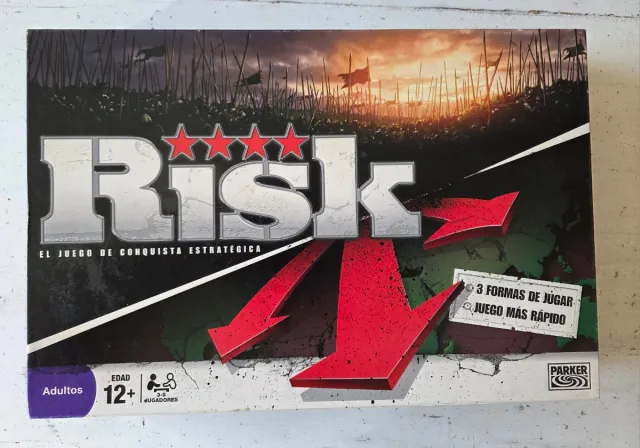 Risk
EL JUEGO DE CONQUISTA ESTRATÉGICA
3 FORMAS DE JUGAR
JUEGO MÁS RÁPIDO
Adultos
EDAD
12+
3-6
JUGADORES
PARKER